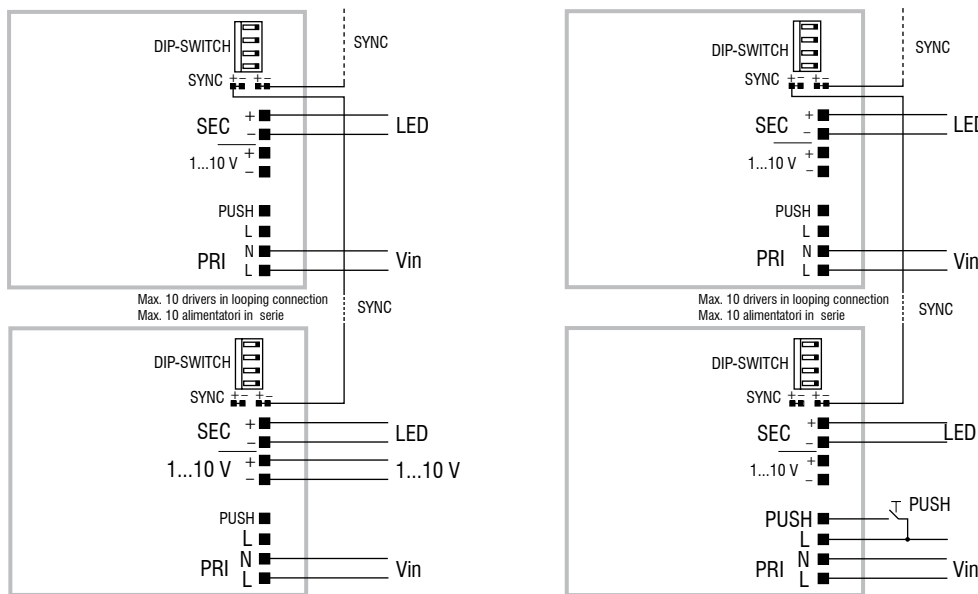 DIP-SWITCH
SYNC
SYNC + - + -
SEC + -
LED
1...10 V + -
PUSH
L
PRI N L
Vin
Max. 10 drivers in looping connection
Max. 10 alimentatori in serie
SYNC
DIP-SWITCH
SYNC + - + -
SEC + -
LED
1...10 V + -
1...10 V
PUSH
L
PRI N L
Vin
DIP-SWITCH
SYNC
SYNC + - + -
SEC + -
LED
1...10 V + -
PUSH
L
PRI N L
Vin
Max. 10 drivers in looping connection
Max. 10 alimentatori in serie
SYNC
DIP-SWITCH
SYNC + - + -
SEC + -
LED
1...10 V + -
PUSH
PUSH
L
PRI N L
Vin